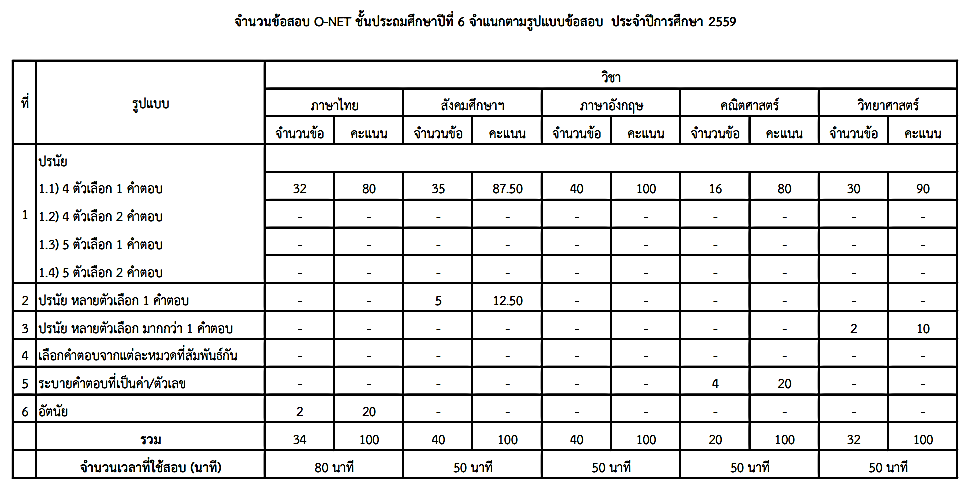 จำนวนข้อสอบ O-NET ชั้นประถมศึกษาปีที่ 6 จำแนกตามรูปแบบข้อสอบ ประจำปีการศึกษา 2559
ที่ รูปแบบ วิชา
ภาษาไทย สังคมศึกษาฯ ภาษาอังกฤษ คณิตศาสตร์ วิทยาศาสตร์
จำนวนข้อ คะแนน จำนวนข้อ คะแนน จำนวนข้อ คะแนน จำนวนข้อ คะแนน จำนวนข้อ คะแนน
1 ปรนัย
1.1) 4 ตัวเลือก 1 คำตอบ 32 80 35 87.50 40 100 16 80 30 90
1.2) 4 ตัวเลือก 2 คำตอบ - - - - - - - - - -
1.3) 5 ตัวเลือก 1 คำตอบ - - - - - - - - - -
1.4) 5 ตัวเลือก 2 คำตอบ - - - - - - - - - -
2 ปรนัย หลายตัวเลือก 1 คำตอบ - - 5 12.50 - - - - - -
3 ปรนัย หลายตัวเลือก มากกว่า 1 คำตอบ - - - - - - - - 2 10
4 เลือกคำตอบจากแต่ละหมวดที่สัมพันธ์กัน - - - - - - - - - -
5 ระบายคำตอบที่เป็นค่า/ตัวเลข - - - - - - 4 20 - -
6 อัตนัย 2 20 - - - - - - - -
รวม 34 100 40 100 40 100 20 100 32 100
จำนวนเวลาที่ใช้สอบ (นาที) 80 นาที 50 นาที 50 นาที 50 นาที 50 นาที